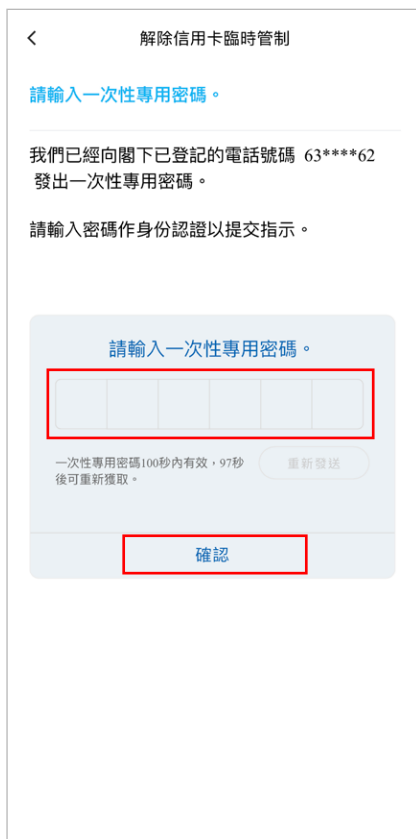 解除信用卡臨時管制
請輸入一次性專用密碼。
我們已經向閣下已登記的電話號碼 63****62
發出一次性專用密碼。
請輸入密碼作身份認證以提交指示。
請輸入一次性專用密碼。
一次性專用密碼100秒內有效，97秒
後可重新獲取。
重新發送
確認